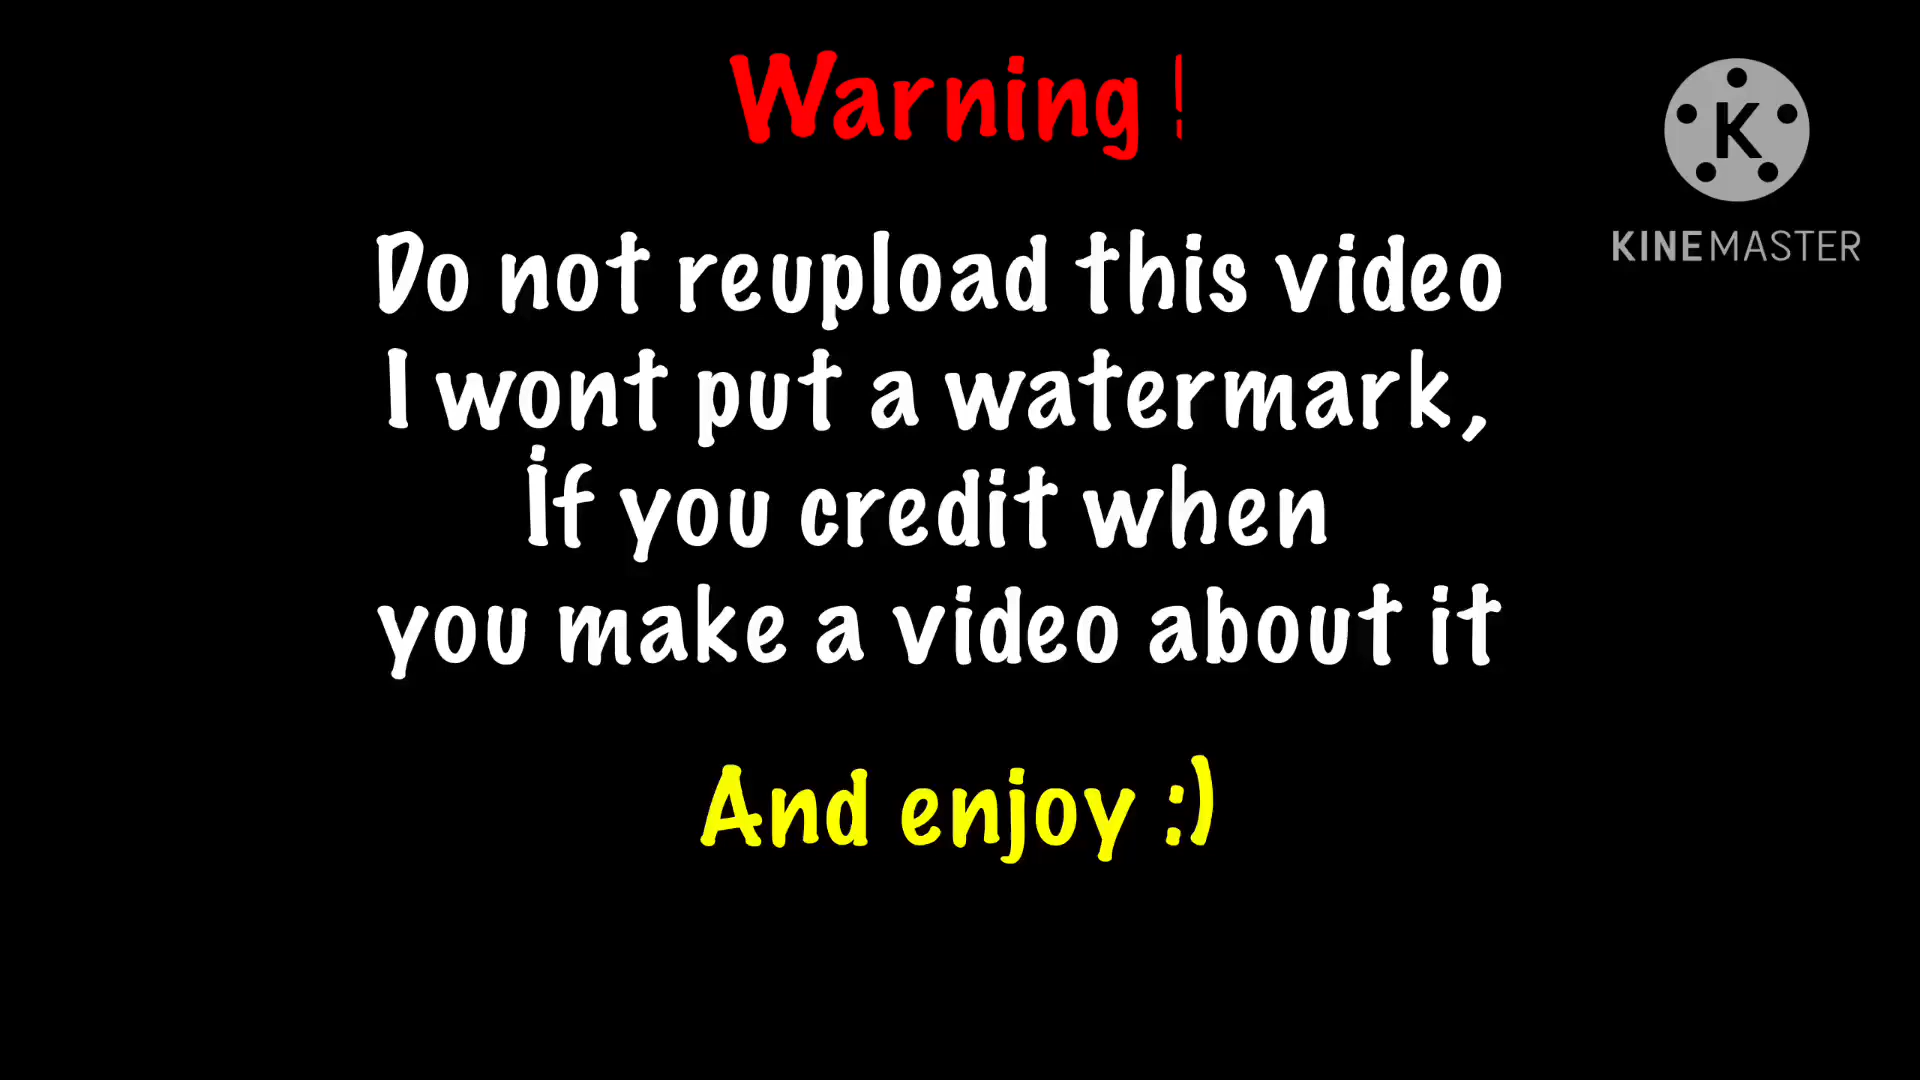 Warning !
K
KINEMASTER
Do not reupload this video
I wont put a watermark,
İf you credit when
you make a video about it
And enjoy :)